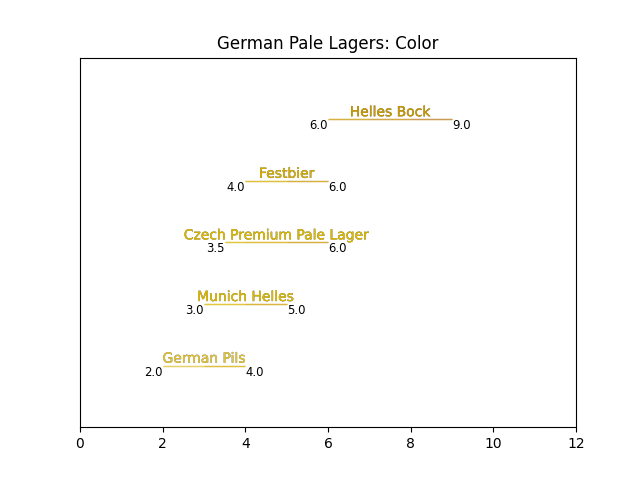 German Pale Lagers: Color
Helles Bock
6.0 9.0
Festbier
4.0 6.0
Czech Premium Pale Lager
3.5 6.0
Munich Helles
3.0 5.0
German Pils
2.0 4.0
0 2 4 6 8 10 12